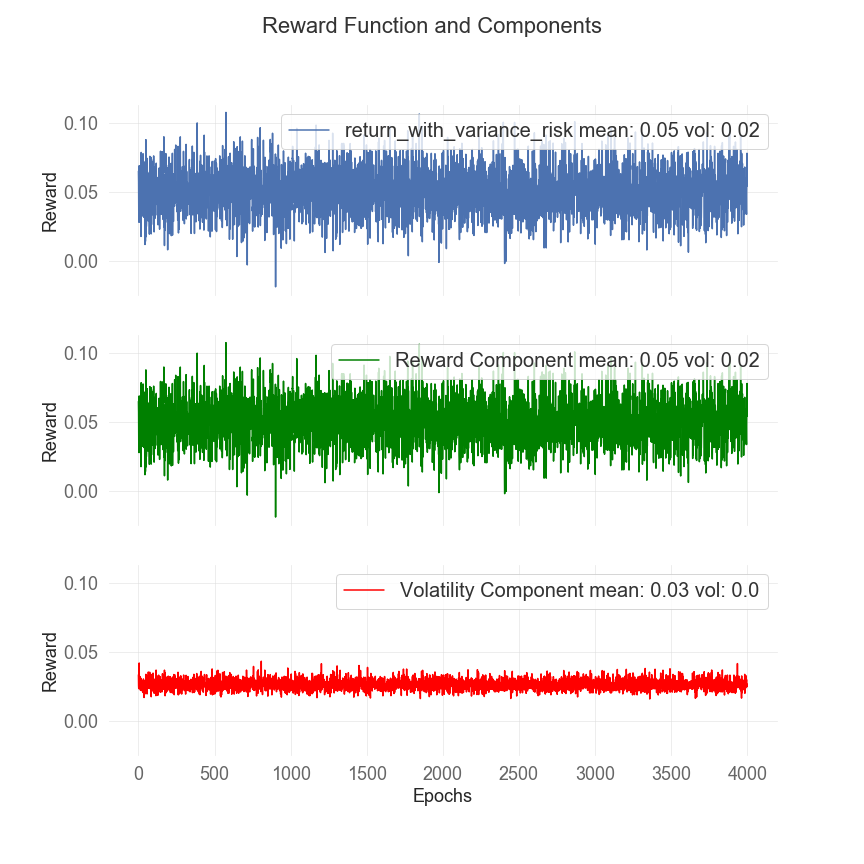 Reward Function and Components
0.10
0.05
0.00
Reward
return_with_variance_risk mean: 0.05 vol: 0.02
0.10
0.05
0.00
Reward
Reward Component mean: 0.05 vol: 0.02
0.10
0.05
0.00
Reward
Volatility Component mean: 0.03 vol: 0.0
0 500 1000 1500 2000 2500 3000 3500 4000
Epochs